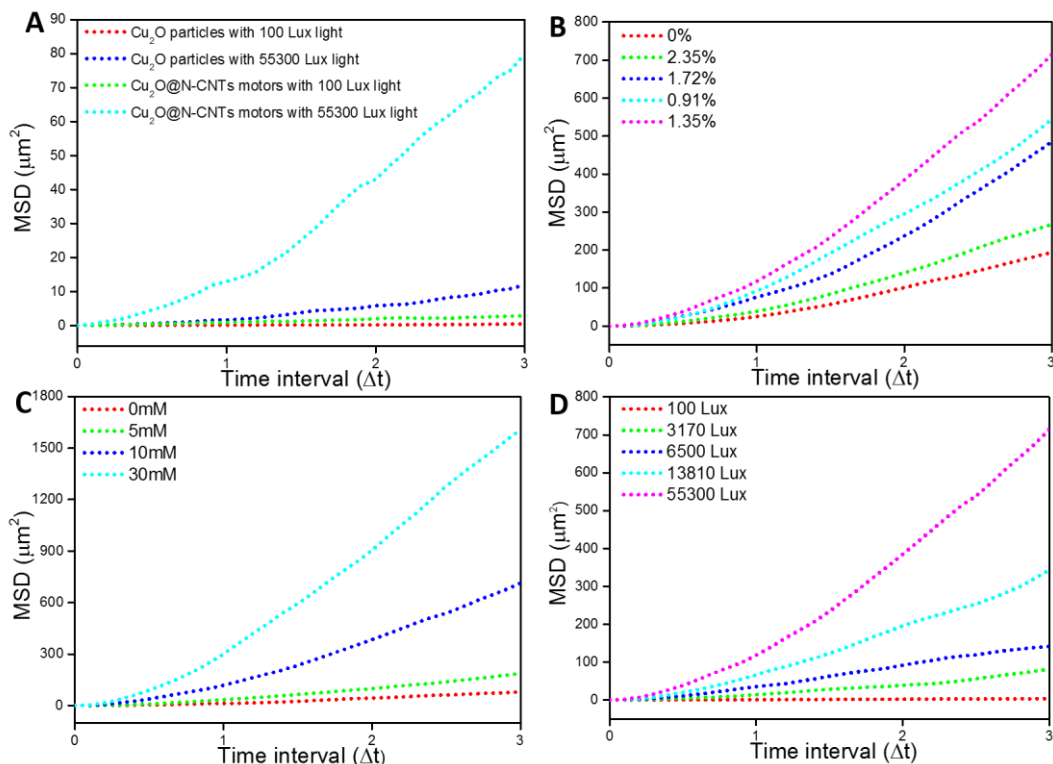 A
90
80
70
60
50
40
30
20
10
0
MSD (μm²)
Cu₂O particles with 100 Lux light
Cu₂O particles with 55300 Lux light
Cu₂O@N-CNTs motors with 100 Lux light
Cu₂O@N-CNTs motors with 55300 Lux light
0 1 2 3
Time interval (Δt)
B
800
700
600
500
400
300
200
100
0
MSD (μm²)
0%
2.35%
1.72%
0.91%
1.35%
0 1 2 3
Time interval (Δt)
C
1800
1500
1200
900
600
300
0
MSD (μm²)
0mM
5mM
10mM
30mM
0 1 2 3
Time interval (Δt)
D
800
700
600
500
400
300
200
100
0
MSD (μm²)
100 Lux
3170 Lux
6500 Lux
13810 Lux
55300 Lux
0 1 2 3
Time interval (Δt)